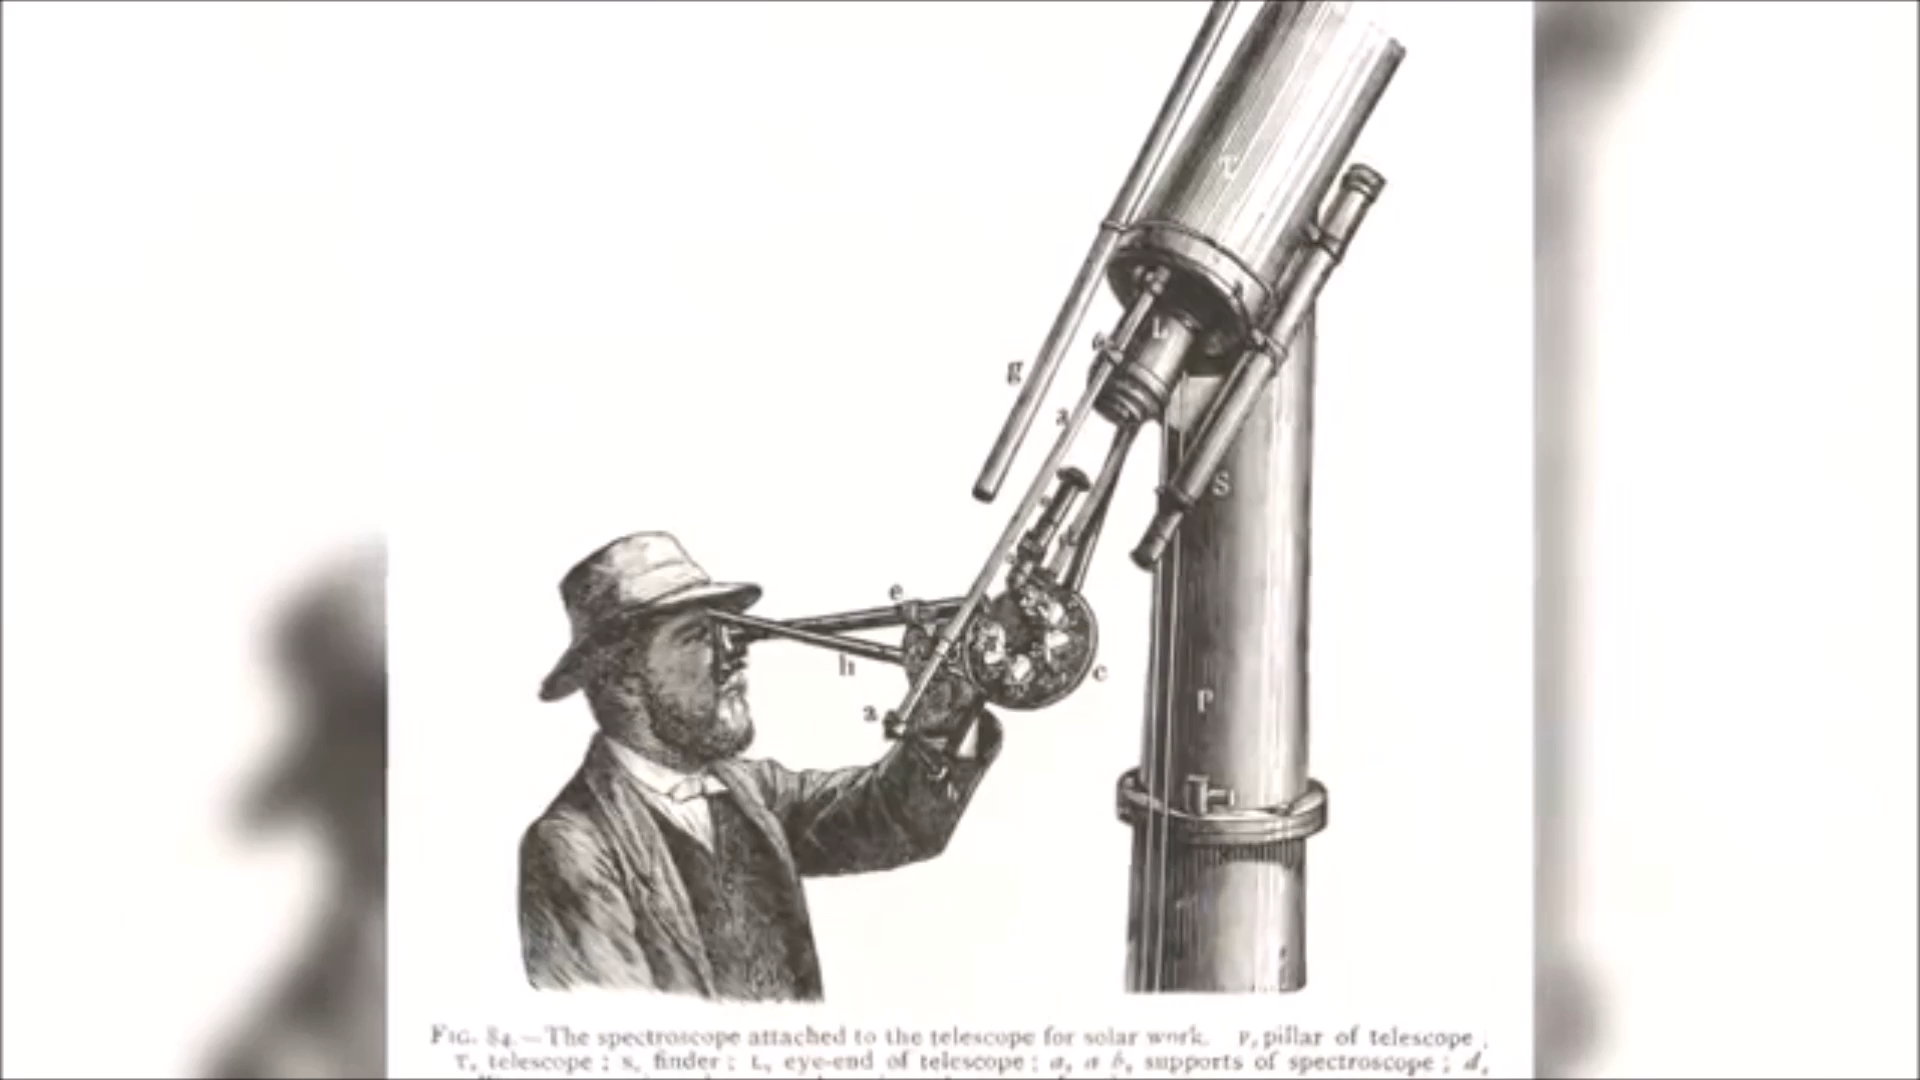 T
g
L
a
S
e
h
c
a
P
FIG. 84.—The spectroscope attached to the telescope for solar work. P, pillar of telescope;
T, telescope; S, finder; L, eye-end of telescope; a, a b, supports of spectroscope; d,